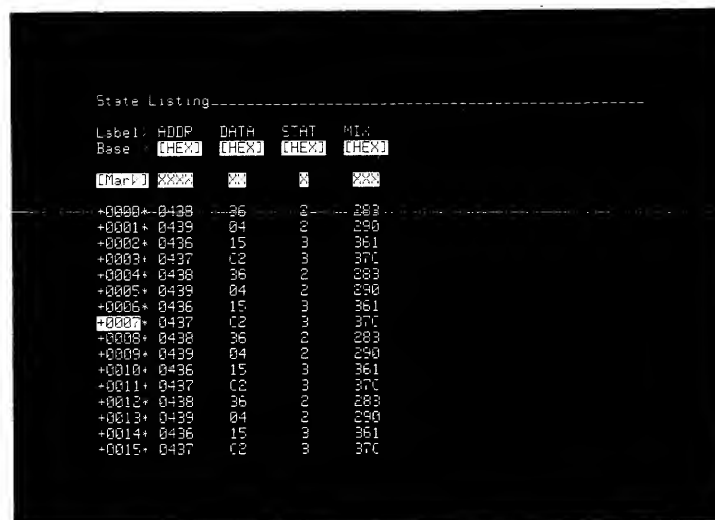 State Listing
Label> ADDR DATA STAT MIX
Base > [HEX] [HEX] [HEX] [HEX]
[Mark] XXXX XX X XXX
+0000+ 0438 36 2 283
+0001+ 0439 04 2 290
+0002+ 0436 15 3 361
+0003+ 0437 C2 3 37C
+0004+ 0438 36 2 283
+0005+ 0439 04 2 290
+0006+ 0436 15 3 361
+0007+ 0437 C2 3 37C
+0008+ 0438 36 2 283
+0009+ 0439 04 2 290
+0010+ 0436 15 3 361
+0011+ 0437 C2 3 37C
+0012+ 0438 36 2 283
+0013+ 0439 04 2 290
+0014+ 0436 15 3 361
+0015+ 0437 C2 3 37C